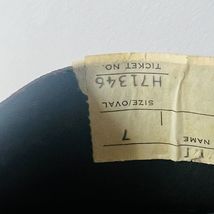 TICKET NO.
H71346
SIZE/OVAL
7
NAME